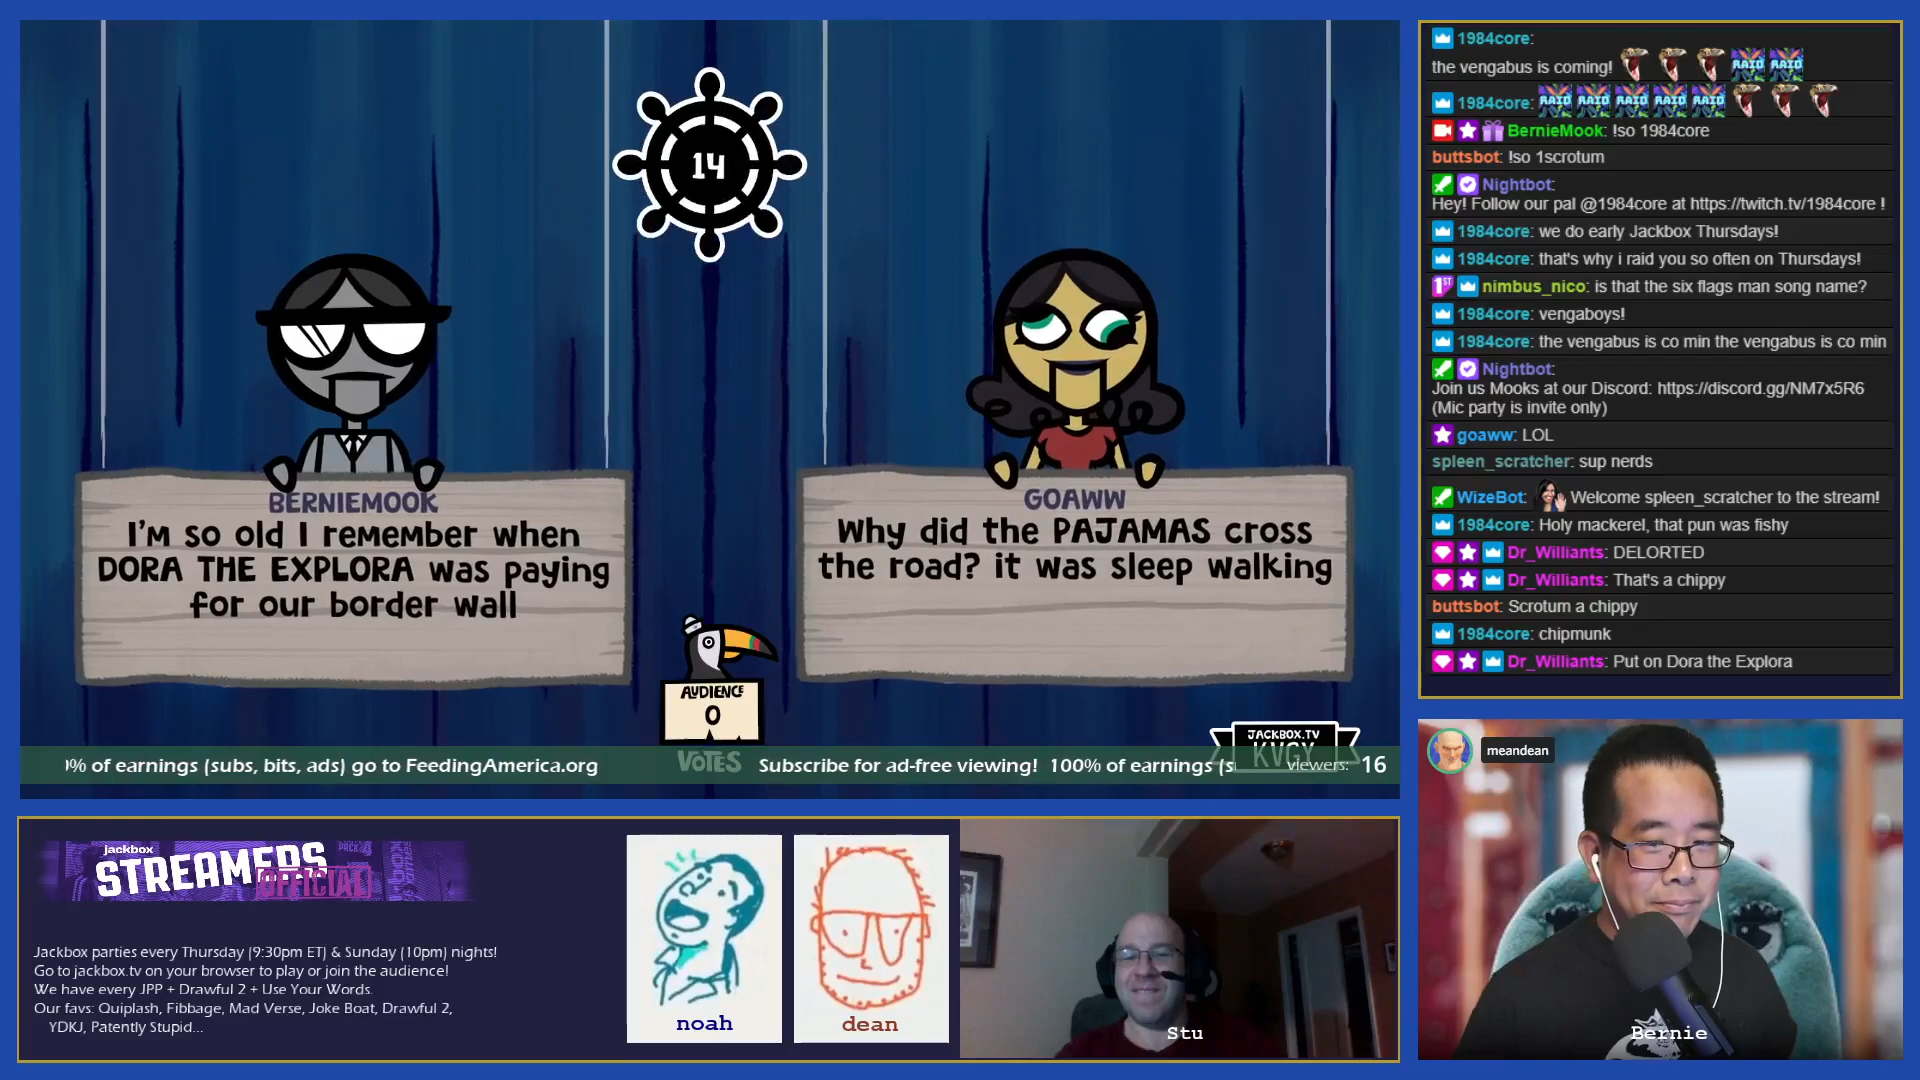 14
BERNIEMOOK
I'm so old I remember when
DORA THE EXPLORA was paying
for our border wall
GOAWW
Why did the PAJAMAS cross
the road? it was sleep walking
AUDIENCE
0
VOTES
JACKBOX.TV
KVGY
% of earnings (subs, bits, ads) go to FeedingAmerica.org
Subscribe for ad-free viewing! 100% of earnings (s
viewers: 16
1984core:
the vengabus is coming! RAID RAID
1984core: RAID RAID RAID RAID RAID
BernieMook: !so 1984core
buttsbot: !so 1scrotum
Nightbot:
Hey! Follow our pal @1984core at https://twitch.tv/1984core !
1984core: we do early Jackbox Thursdays!
1984core: that's why i raid you so often on Thursdays!
1ST nimbus_nico: is that the six flags man song name?
1984core: vengaboys!
1984core: the vengabus is co min the vengabus is co min
Nightbot:
Join us Mooks at our Discord: https://discord.gg/NM7x5R6
(Mic party is invite only)
goaww: LOL
spleen_scratcher: sup nerds
WizeBot: Welcome spleen_scratcher to the stream!
1984core: Holy mackerel, that pun was fishy
Dr_Williants: DELORTED
Dr_Williants: That's a chippy
buttsbot: Scrotum a chippy
1984core: chipmunk
Dr_Williants: Put on Dora the Explora
jackbox
STREAMERS
OFFICIAL
Jackbox parties every Thursday (9:30pm ET) & Sunday (10pm) nights!
Go to jackbox.tv on your browser to play or join the audience!
We have every JPP + Drawful 2 + Use Your Words.
Our favs: Quiplash, Fibbage, Mad Verse, Joke Boat, Drawful 2,
YDKJ, Patently Stupid...
noah
dean
Stu
meandean
Bernie